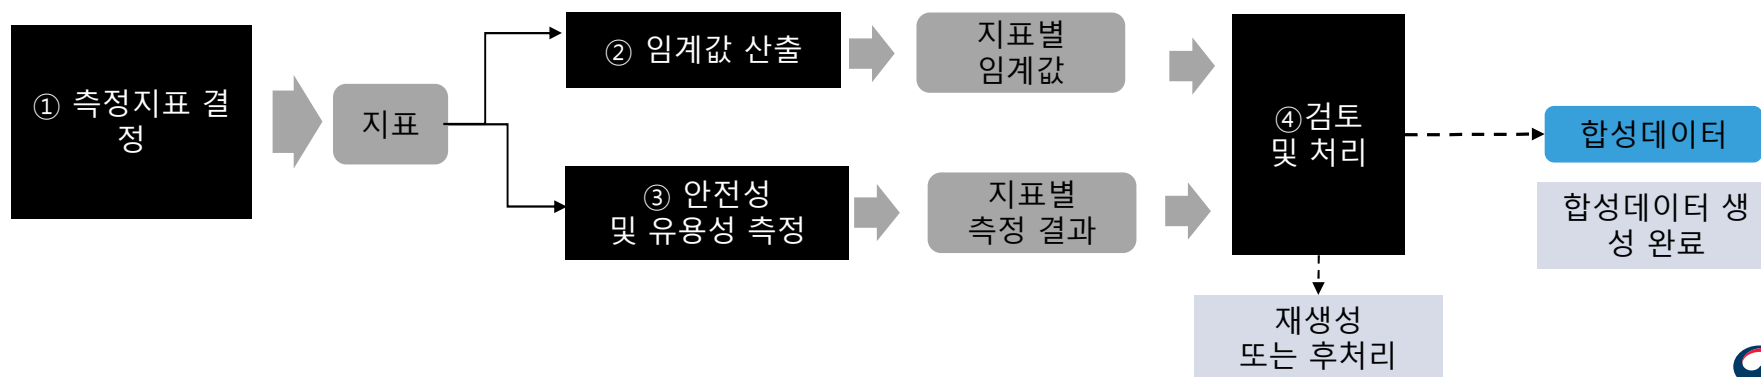 ① 측정지표 결
정
지표
② 임계값 산출
지표별
임계값
③ 안전성
및 유용성 측정
지표별
측정 결과
④검토
및 처리
합성데이터
합성데이터 생
성 완료
재생성
또는 후처리